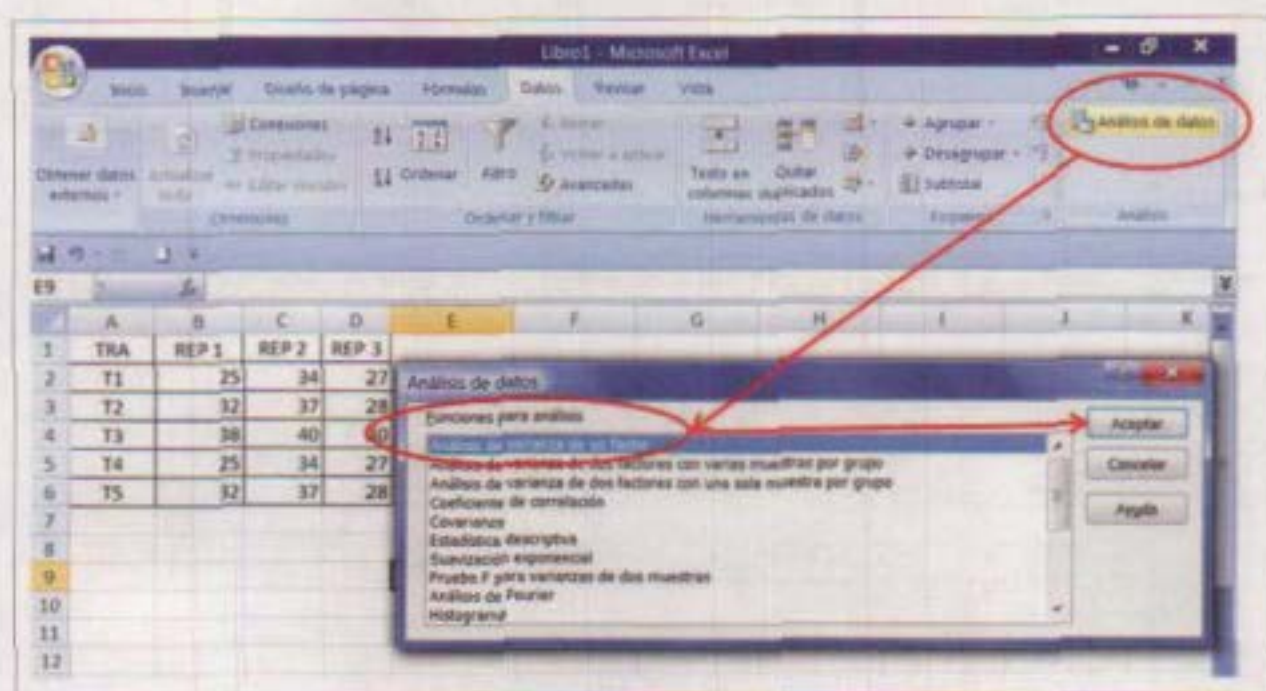 Libro1 - Microsoft Excel
Inicio Insertar Diseño de página Fórmulas Datos Revisar Vista
Obtener datos externos
Conexiones
Propiedades
Ordenar
Filtro
Avanzadas
Texto en columnas
Quitar duplicados
Agrupar
Desagrupar
Subtotal
Análisis de datos
Conexiones Ordenar y filtrar Herramientas de datos Esquema Análisis
E9
A B C D E F G H I J K
1 TRA REP 1 REP 2 REP 3
2 T1 25 34 27
3 T2 32 37 28
4 T3 38 40
5 T4 25 34 27
6 T5 32 37 28
7
8
9
10
11
12
Análisis de datos
Funciones para análisis
Análisis de varianza de un factor
Análisis de varianza de dos factores con varias muestras por grupo
Análisis de varianza de dos factores con una sola muestra por grupo
Coeficiente de correlación
Covarianza
Estadística descriptiva
Suavización exponencial
Prueba F para varianzas de dos muestras
Análisis de Fourier
Histograma
Aceptar
Cancelar
Ayuda